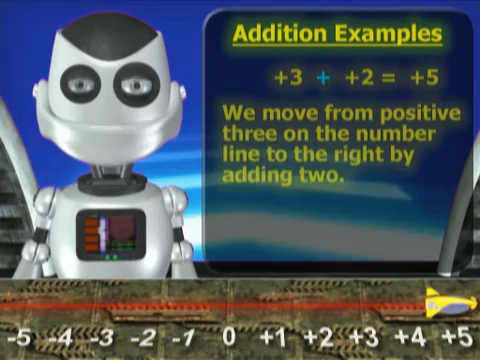 Addition Examples
+3 + +2 = +5
We move from positive
three on the number
line to the right by
adding two.
-5 -4 -3 -2 -1 0 +1 +2 +3 +4 +5